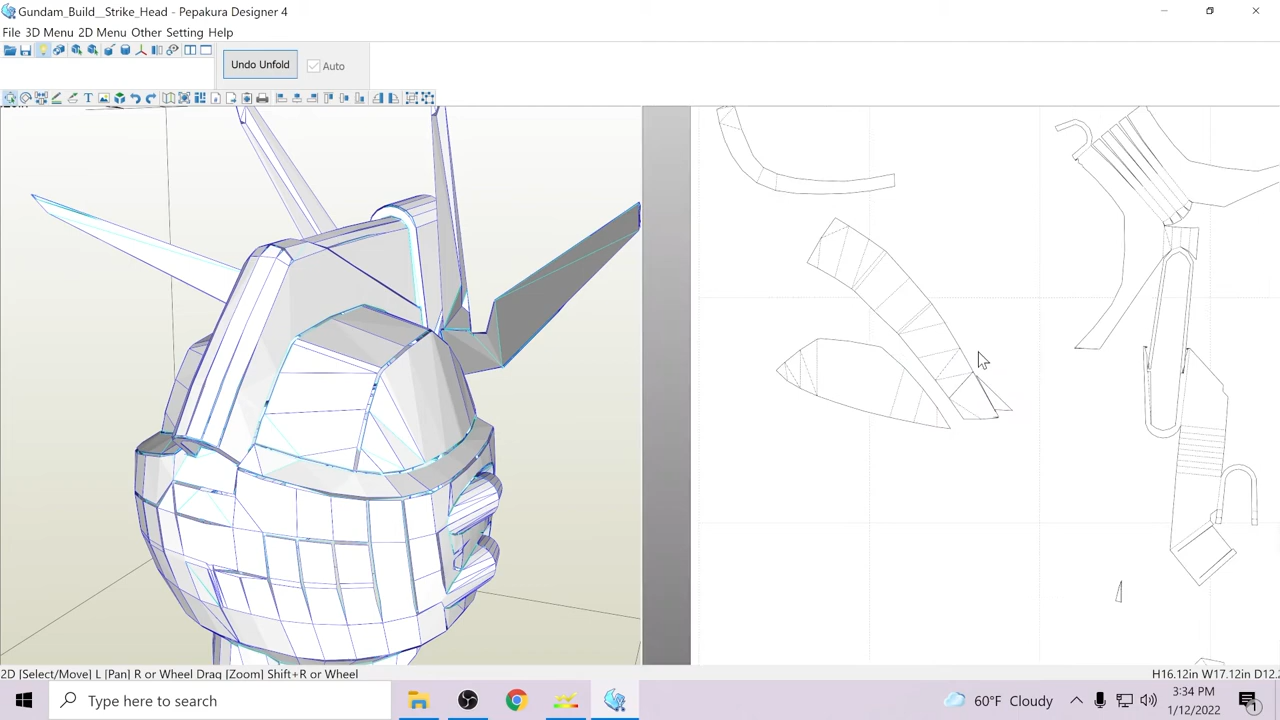 Gundam_Build__Strike_Head - Pepakura Designer 4
File 3D Menu 2D Menu Other Setting Help
Undo Unfold
Auto
2D [Select/Move] L [Pan] R or Wheel Drag [Zoom] Shift+R or Wheel
H16.12in W17.12in D12.
Type here to search
60°F Cloudy
3:34 PM
1/12/2022
1